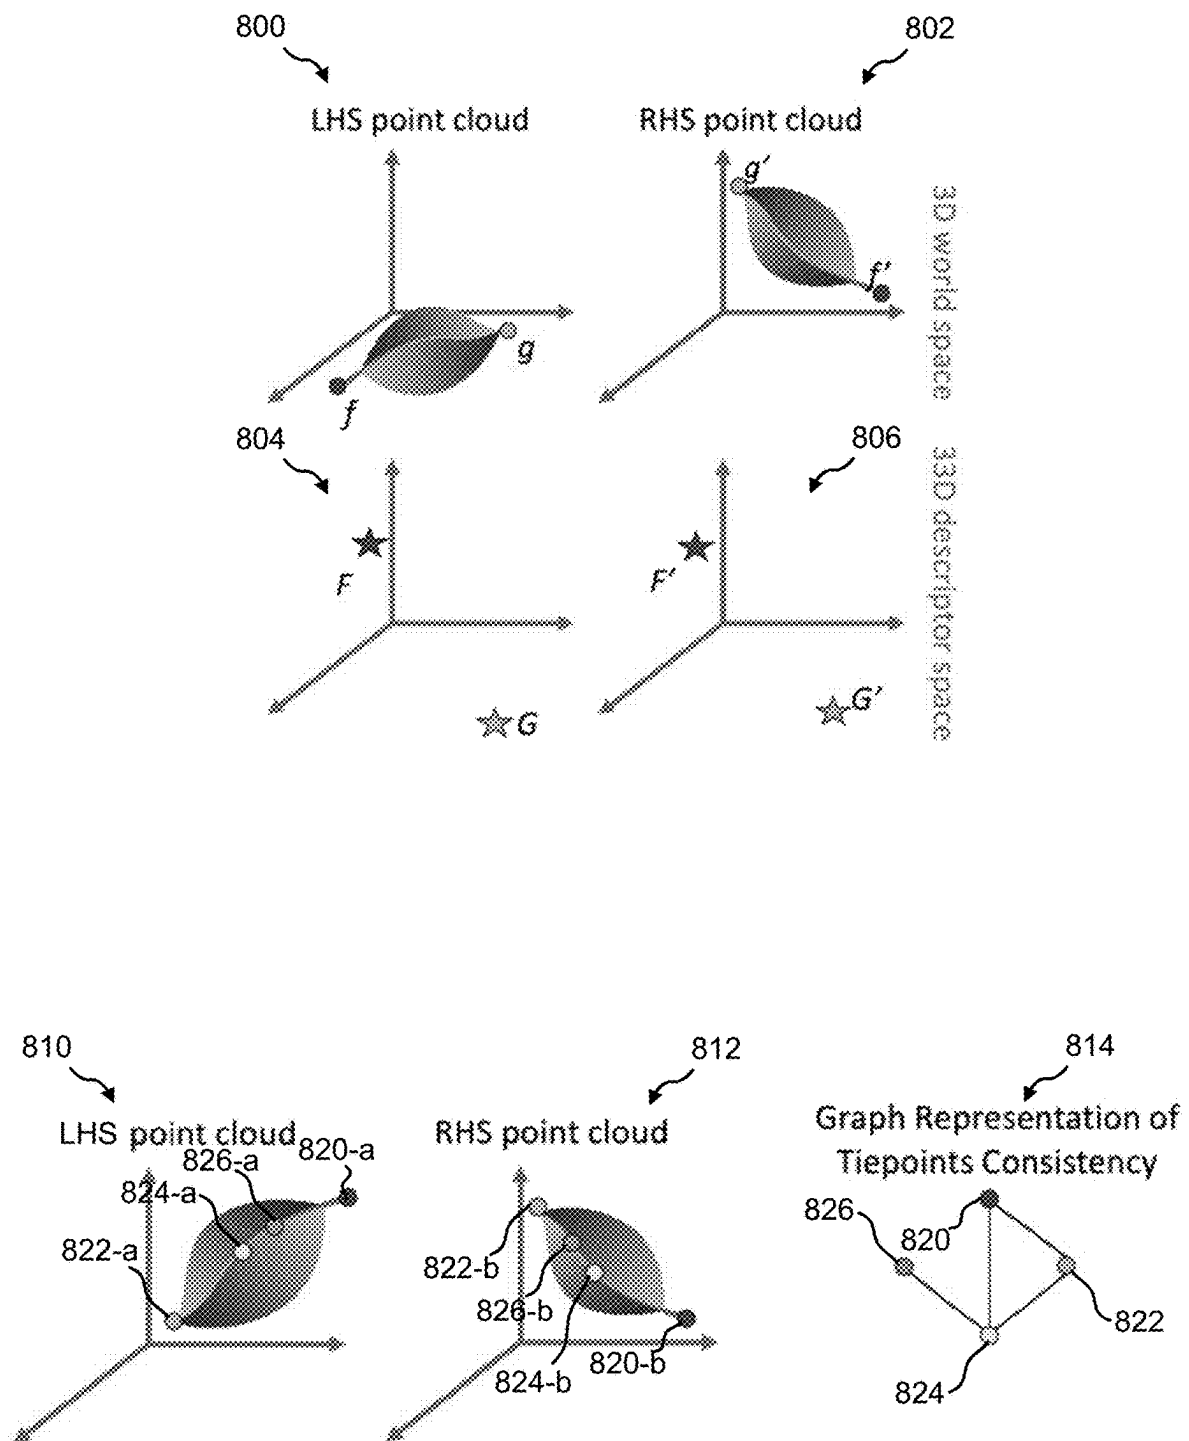 800
802
LHS point cloud
RHS point cloud
g'
f'
g
f
3D world space
804
806
F
F'
G
G'
33D descriptor space
810
812
814
LHS point cloud
RHS point cloud
Graph Representation of
Tiepoints Consistency
826-a
820-a
824-a
822-a
822-b
826-b
820-b
824-b
826
820
822
824